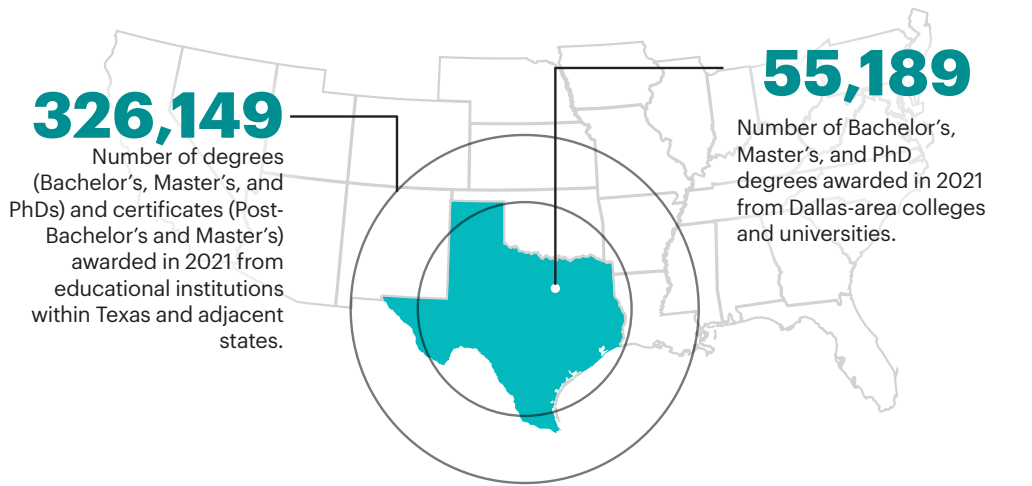 326,149
Number of degrees
(Bachelor’s, Master’s, and
PhDs) and certificates (Post-
Bachelor’s and Master’s)
awarded in 2021 from
educational institutions
within Texas and adjacent
states.
55,189
Number of Bachelor’s,
Master’s, and PhD
degrees awarded in 2021
from Dallas-area colleges
and universities.